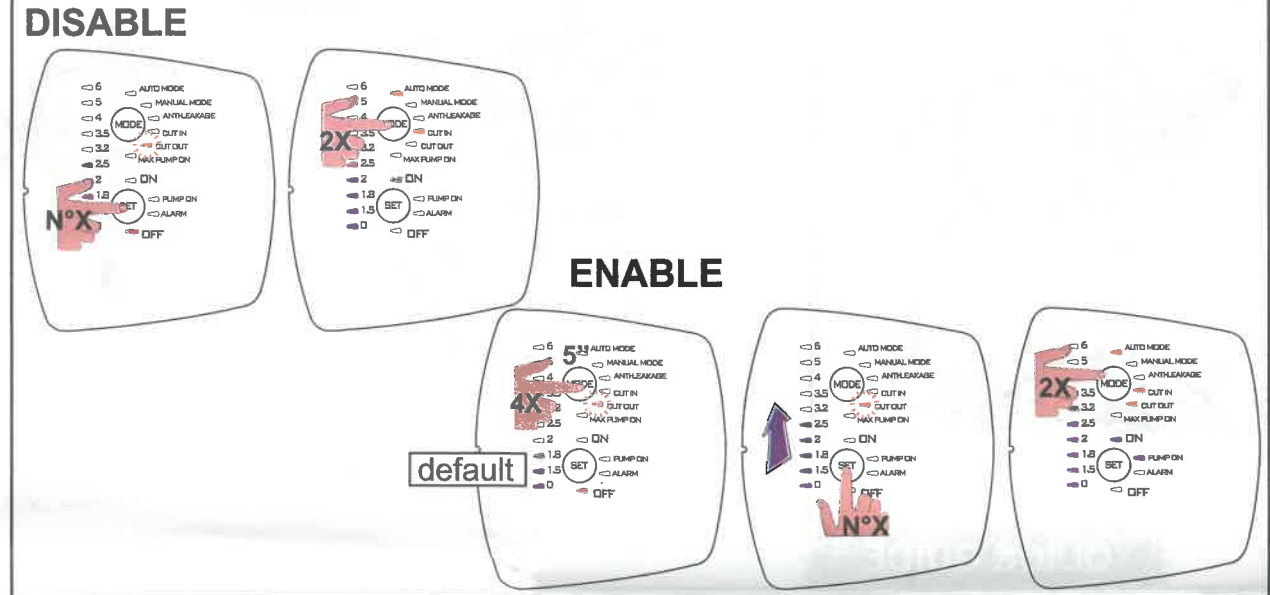 DISABLE
6 AUTO MODE
5 MANUAL MODE
4 MODE ANTI-LEAKAGE
3.5 CUT IN
3.2 CUT OUT
2.5 MAX PUMP ON
2 ON
1.8 PUMP ON
N°X SET ALARM
OFF
6 AUTO MODE
5 MANUAL MODE
4 ANTI-LEAKAGE
2X 3.5 CUT IN
3.2 CUT OUT
2.5 MAX PUMP ON
2 ON
1.8 PUMP ON
1.5 SET ALARM
0 OFF
ENABLE
6 5" AUTO MODE
MANUAL MODE
4 ANTI-LEAKAGE
4X CUT IN
CUT OUT
2.5 MAX PUMP ON
2 ON
1.8 PUMP ON
default 1.5 SET ALARM
0 OFF
6 AUTO MODE
5 MANUAL MODE
4 MODE ANTI-LEAKAGE
3.5 CUT IN
3.2 CUT OUT
2.5 MAX PUMP ON
2 ON
1.8 PUMP ON
1.5 SET ALARM
0
N°X
6 AUTO MODE
5 MANUAL MODE
ANTI-LEAKAGE
2X 3.5 MODE CUT IN
3.2 CUT OUT
2.5 MAX PUMP ON
2 ON
1.8 PUMP ON
1.5 SET ALARM
0 OFF